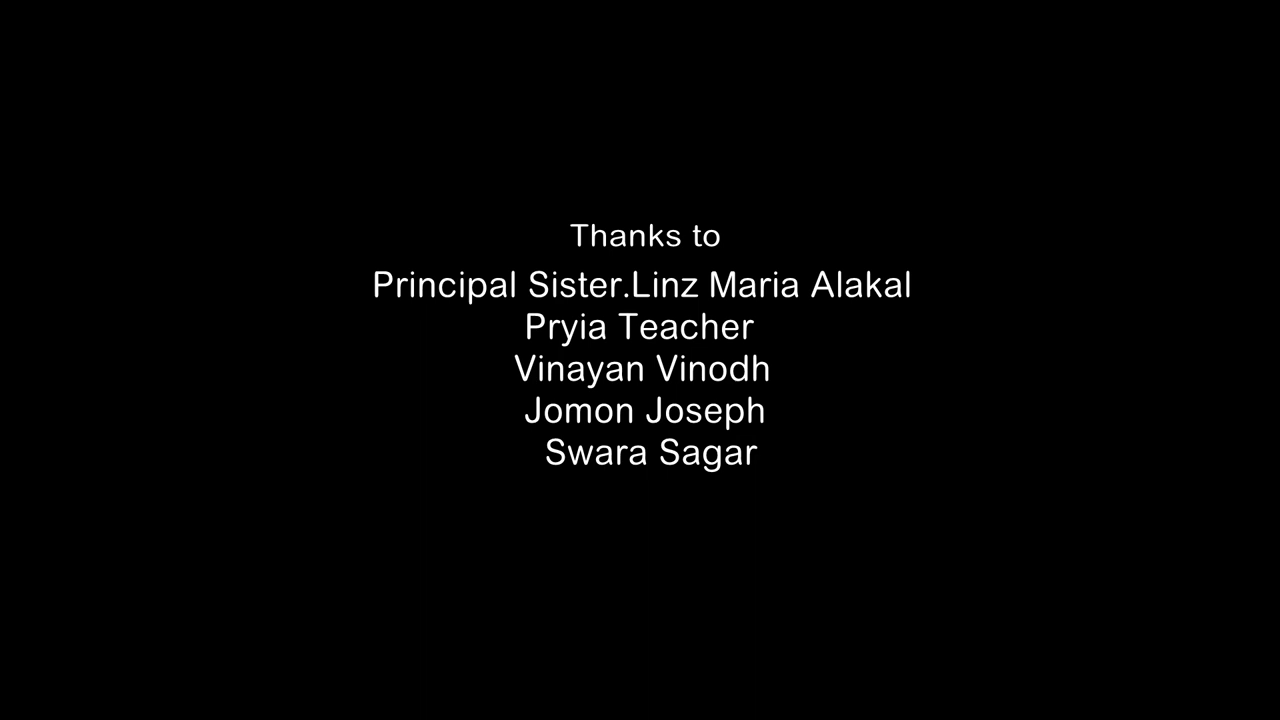 Thanks to
Principal Sister.Linz Maria Alakal
Pryia Teacher
Vinayan Vinodh
Jomon Joseph
Swara Sagar